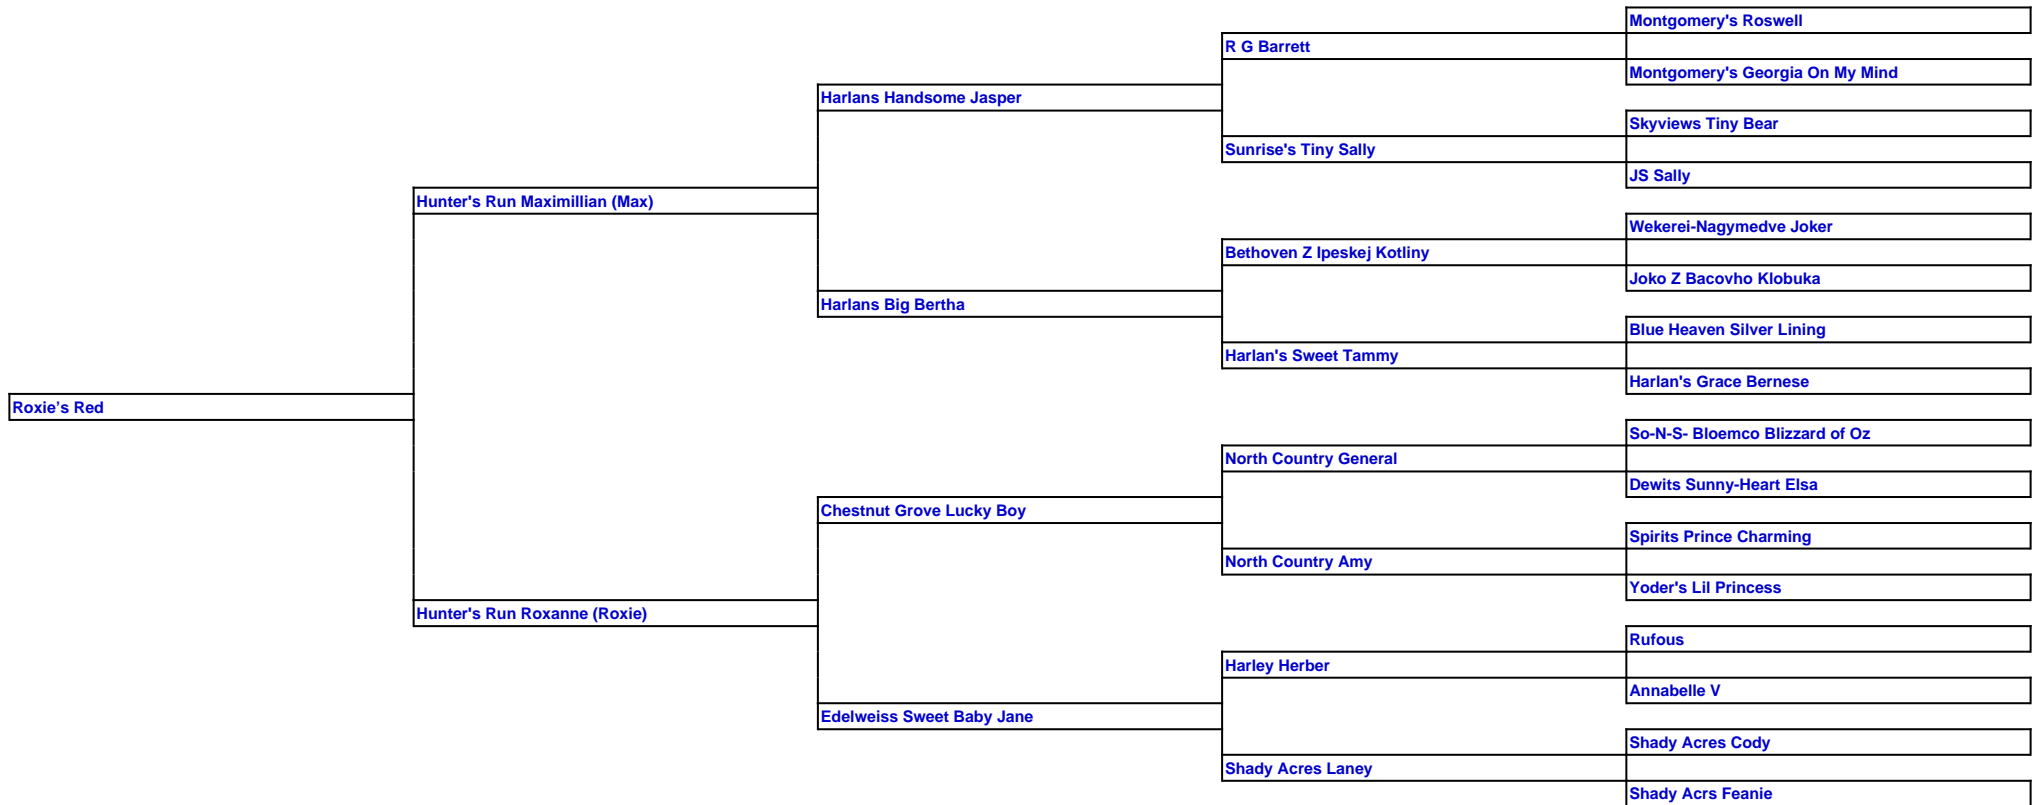 Montgomery's Roswell
R G Barrett
Montgomery's Georgia On My Mind
Harlans Handsome Jasper
Skyviews Tiny Bear
Sunrise's Tiny Sally
JS Sally
Hunter's Run Maximillian (Max)
Wekerei-Nagymedve Joker
Bethoven Z Ipeskej Kotliny
Joko Z Bacovho Klobuka
Harlans Big Bertha
Blue Heaven Silver Lining
Harlan's Sweet Tammy
Harlan's Grace Bernese
Roxie’s Red
So-N-S- Bloemco Blizzard of Oz
North Country General
Dewits Sunny-Heart Elsa
Chestnut Grove Lucky Boy
Spirits Prince Charming
North Country Amy
Yoder's Lil Princess
Hunter's Run Roxanne (Roxie)
Rufous
Harley Herber
Annabelle V
Edelweiss Sweet Baby Jane
Shady Acres Cody
Shady Acres Laney
Shady Acrs Feanie